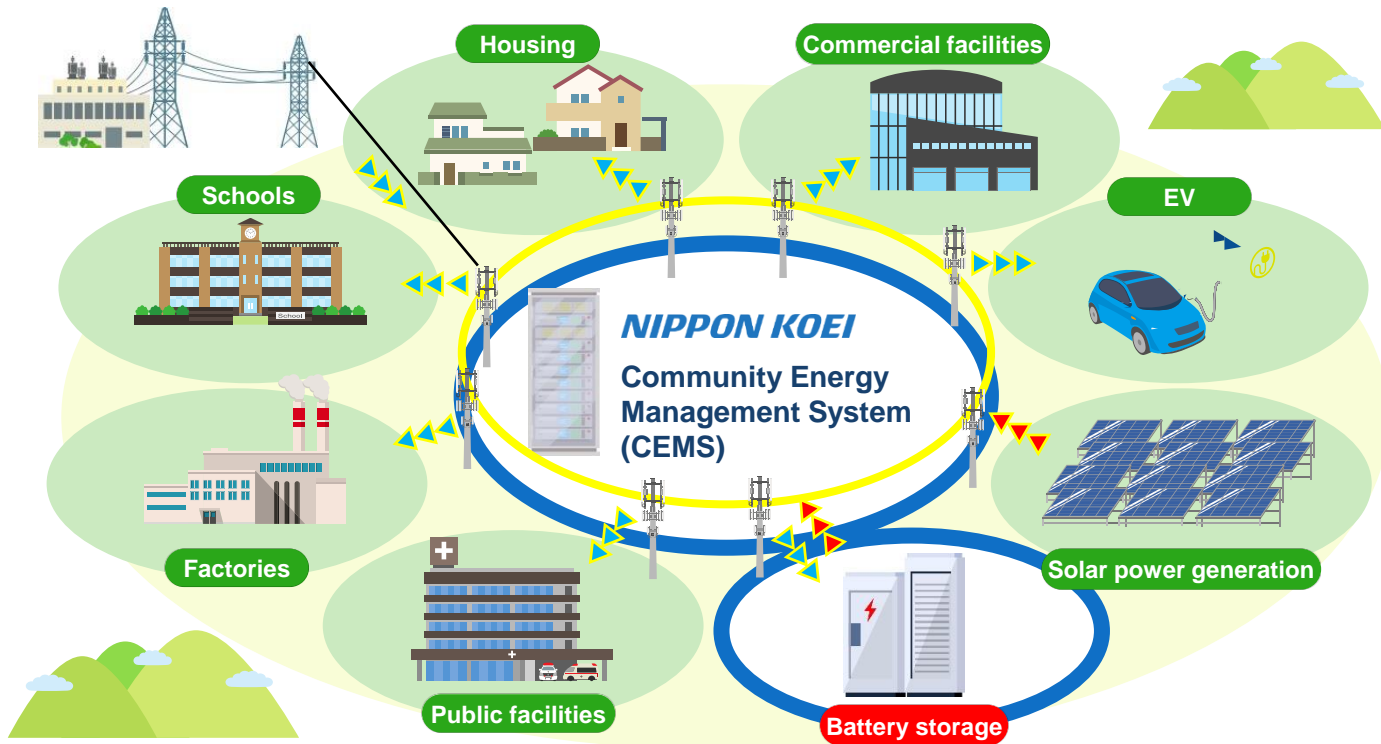 Housing
Commercial facilities
Schools
EV
School
NIPPON KOEI
Community Energy
Management System
(CEMS)
Factories
Solar power generation
Public facilities
Battery storage